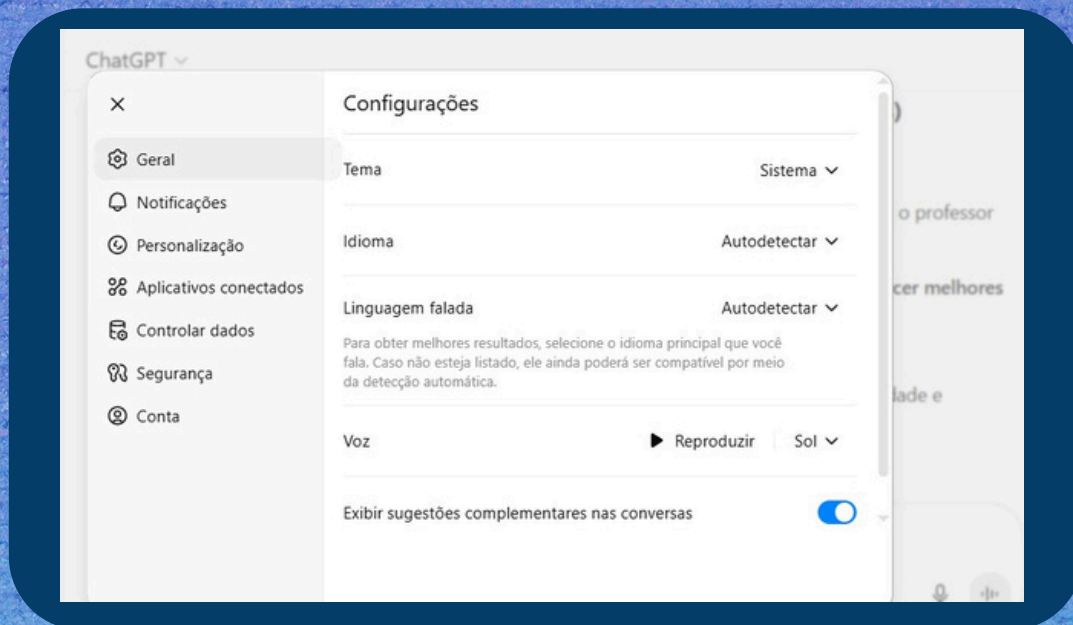 ChatGPT
Configurações
)
Geral
Tema
Sistema
Notificações
o professor
Personalização
Idioma
Autodetectar
Aplicativos conectados
cer melhores
Linguagem falada
Autodetectar
Controlar dados
Para obter melhores resultados, selecione o idioma principal que você
fala. Caso não esteja listado, ele ainda poderá ser compatível por meio
da detecção automática.
Segurança
dade e
Conta
Voz
Reproduzir
Sol
Exibir sugestões complementares nas conversas